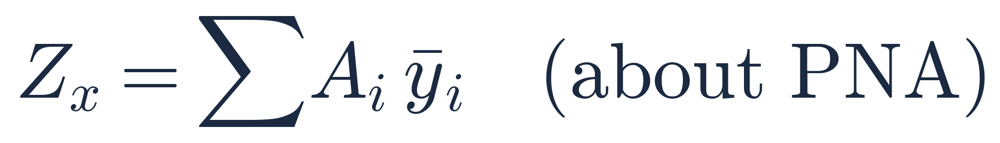 Z_x = ∑ A_i ȳ_i (about PNA)